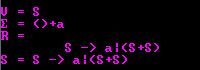 V = S
Σ = ()+a
R =
S -> a|(S+S)
S = S -> a|(S+S)